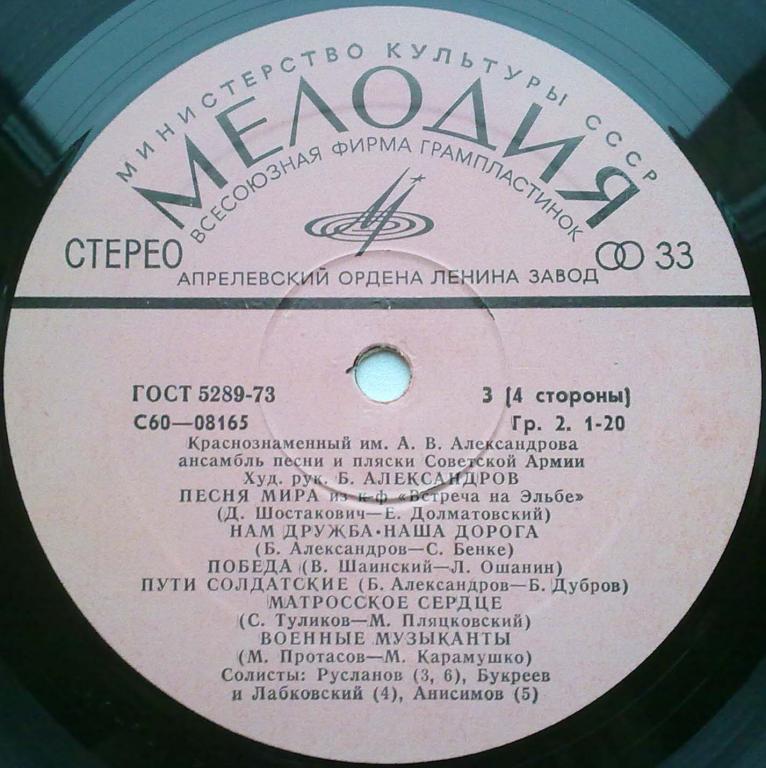 МИНИСТЕРСТВО КУЛЬТУРЫ СССР
МЕЛОДИЯ
ВСЕСОЮЗНАЯ ФИРМА ГРАМПЛАСТИНОК
СТЕРЕО 33
АПРЕЛЕВСКИЙ ОРДЕНА ЛЕНИНА ЗАВОД
ГОСТ 5289-73 3 (4 стороны)
С60—08165 Гр. 2. 1-20
Краснознаменный им. А. В. Александрова
ансамбль песни и пляски Советской Армии
Худ. рук. Б. АЛЕКСАНДРОВ
ПЕСНЯ МИРА из к-ф «Встреча на Эльбе»
(Д. Шостакович—Е. Долматовский)
НАМ ДРУЖБА-НАША ДОРОГА
(Б. Александров—С. Бенке)
ПОБЕДА (В. Шаинский—Л. Ошанин)
ПУТИ СОЛДАТСКИЕ (Б. Александров—Б. Дубров)
МАТРОССКОЕ СЕРДЦЕ
(С. Туликов—М. Пляцковский)
ВОЕННЫЕ МУЗЫКАНТЫ
(М. Протасов—М. Карамушко)
Солисты: Русланов (3, 6), Букреев
и Лабковский (4), Анисимов (5)